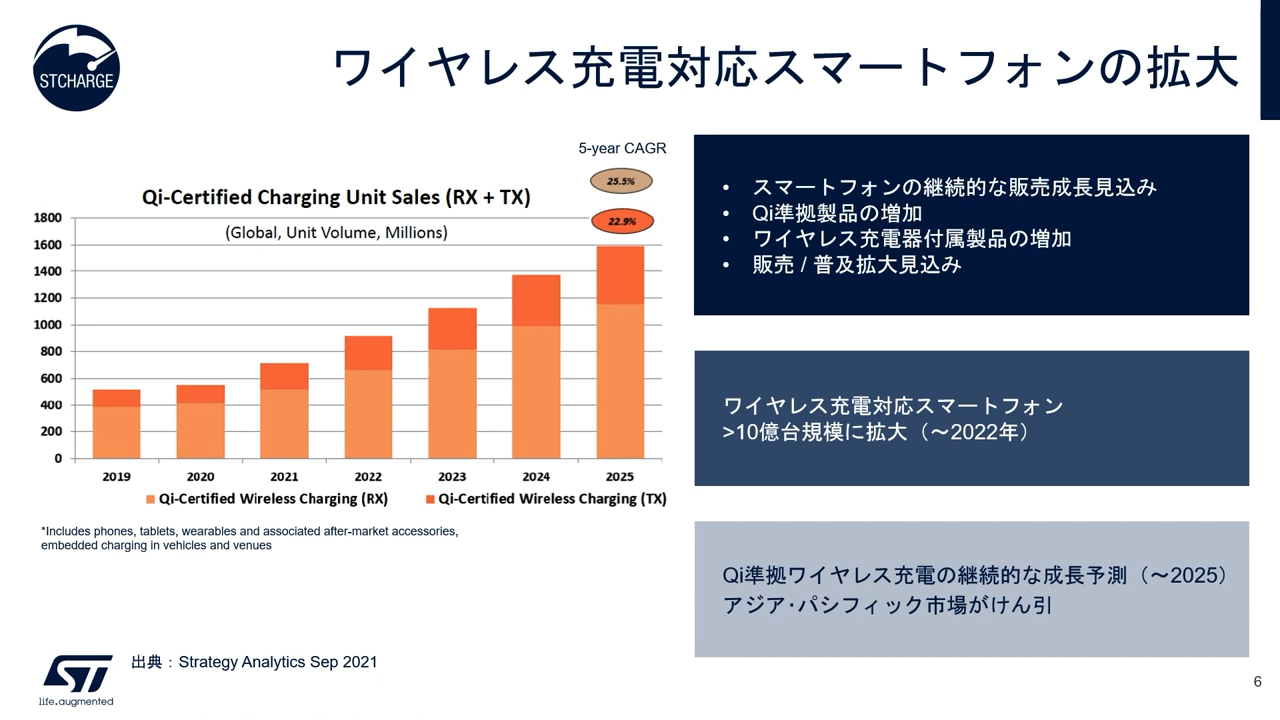 STCHARGE
ワイヤレス充電対応スマートフォンの拡大
5-year CAGR
25.5%
22.9%
Qi-Certified Charging Unit Sales (RX + TX)
(Global, Unit Volume, Millions)
1800
1600
1400
1200
1000
800
600
400
200
0
2019 2020 2021 2022 2023 2024 2025
Qi-Certified Wireless Charging (RX) Qi-Certified Wireless Charging (TX)
*Includes phones, tablets, wearables and associated after-market accessories,
embedded charging in vehicles and venues
• スマートフォンの継続的な販売成長見込み
• Qi準拠製品の増加
• ワイヤレス充電器付属製品の増加
• 販売 / 普及拡大見込み
ワイヤレス充電対応スマートフォン
>10億台規模に拡大（～2022年）
Qi準拠ワイヤレス充電の継続的な成長予測（～2025）
アジア･パシフィック市場がけん引
ST
life.augmented
出典：Strategy Analytics Sep 2021
6